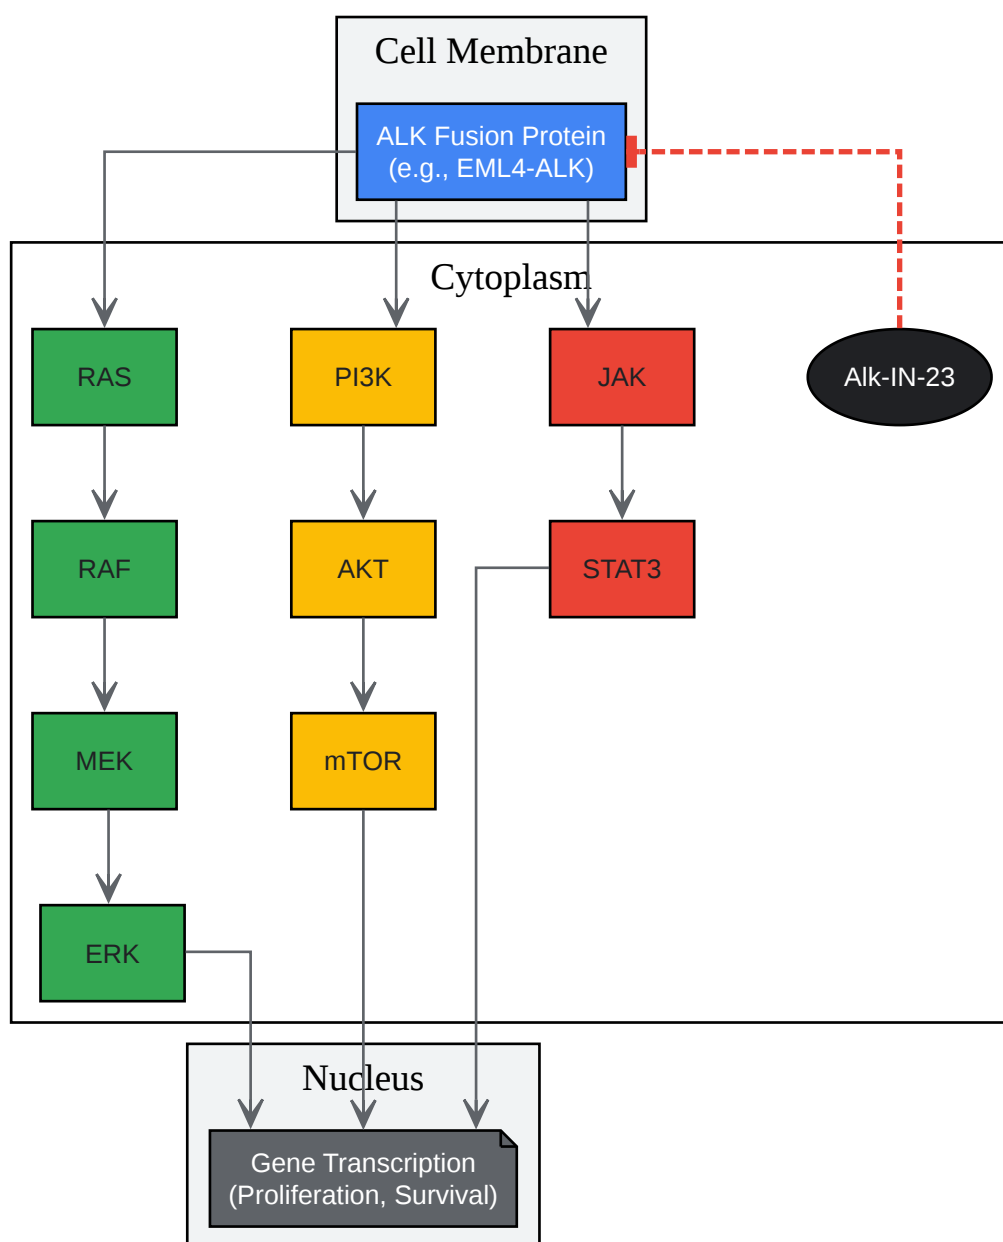 Cell Membrane
ALK Fusion Protein
(e.g., EML4-ALK)
Cytoplasm
RAS
PI3K
JAK
Alk-IN-23
RAF
AKT
STAT3
MEK
mTOR
ERK
Nucleus
Gene Transcription
(Proliferation, Survival)